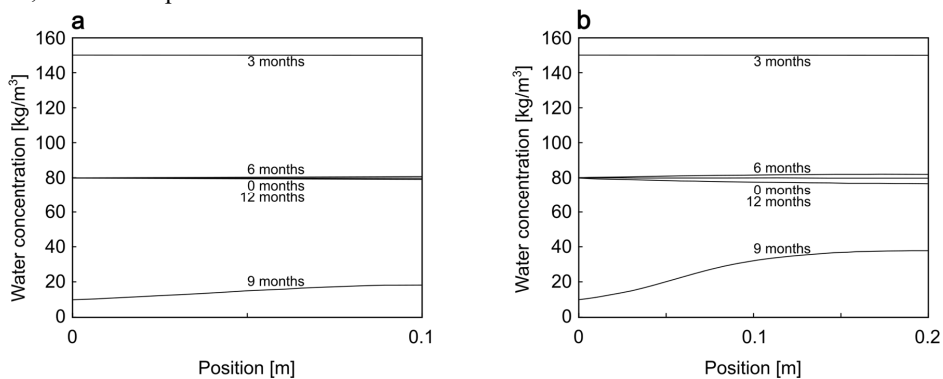 a
160
140
120
100
80
60
40
20
0
Water concentration [kg/m³]
3 months
6 months
0 months
12 months
9 months
0
0.1
Position [m]
b
160
140
120
100
80
60
40
20
0
Water concentration [kg/m³]
3 months
6 months
0 months
12 months
9 months
0
0.1
0.2
Position [m]